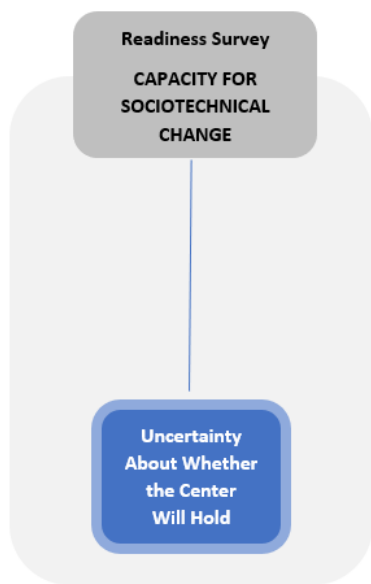 Readiness Survey
CAPACITY FOR
SOCIOTECHNICAL
CHANGE
Uncertainty
About Whether
the Center
Will Hold